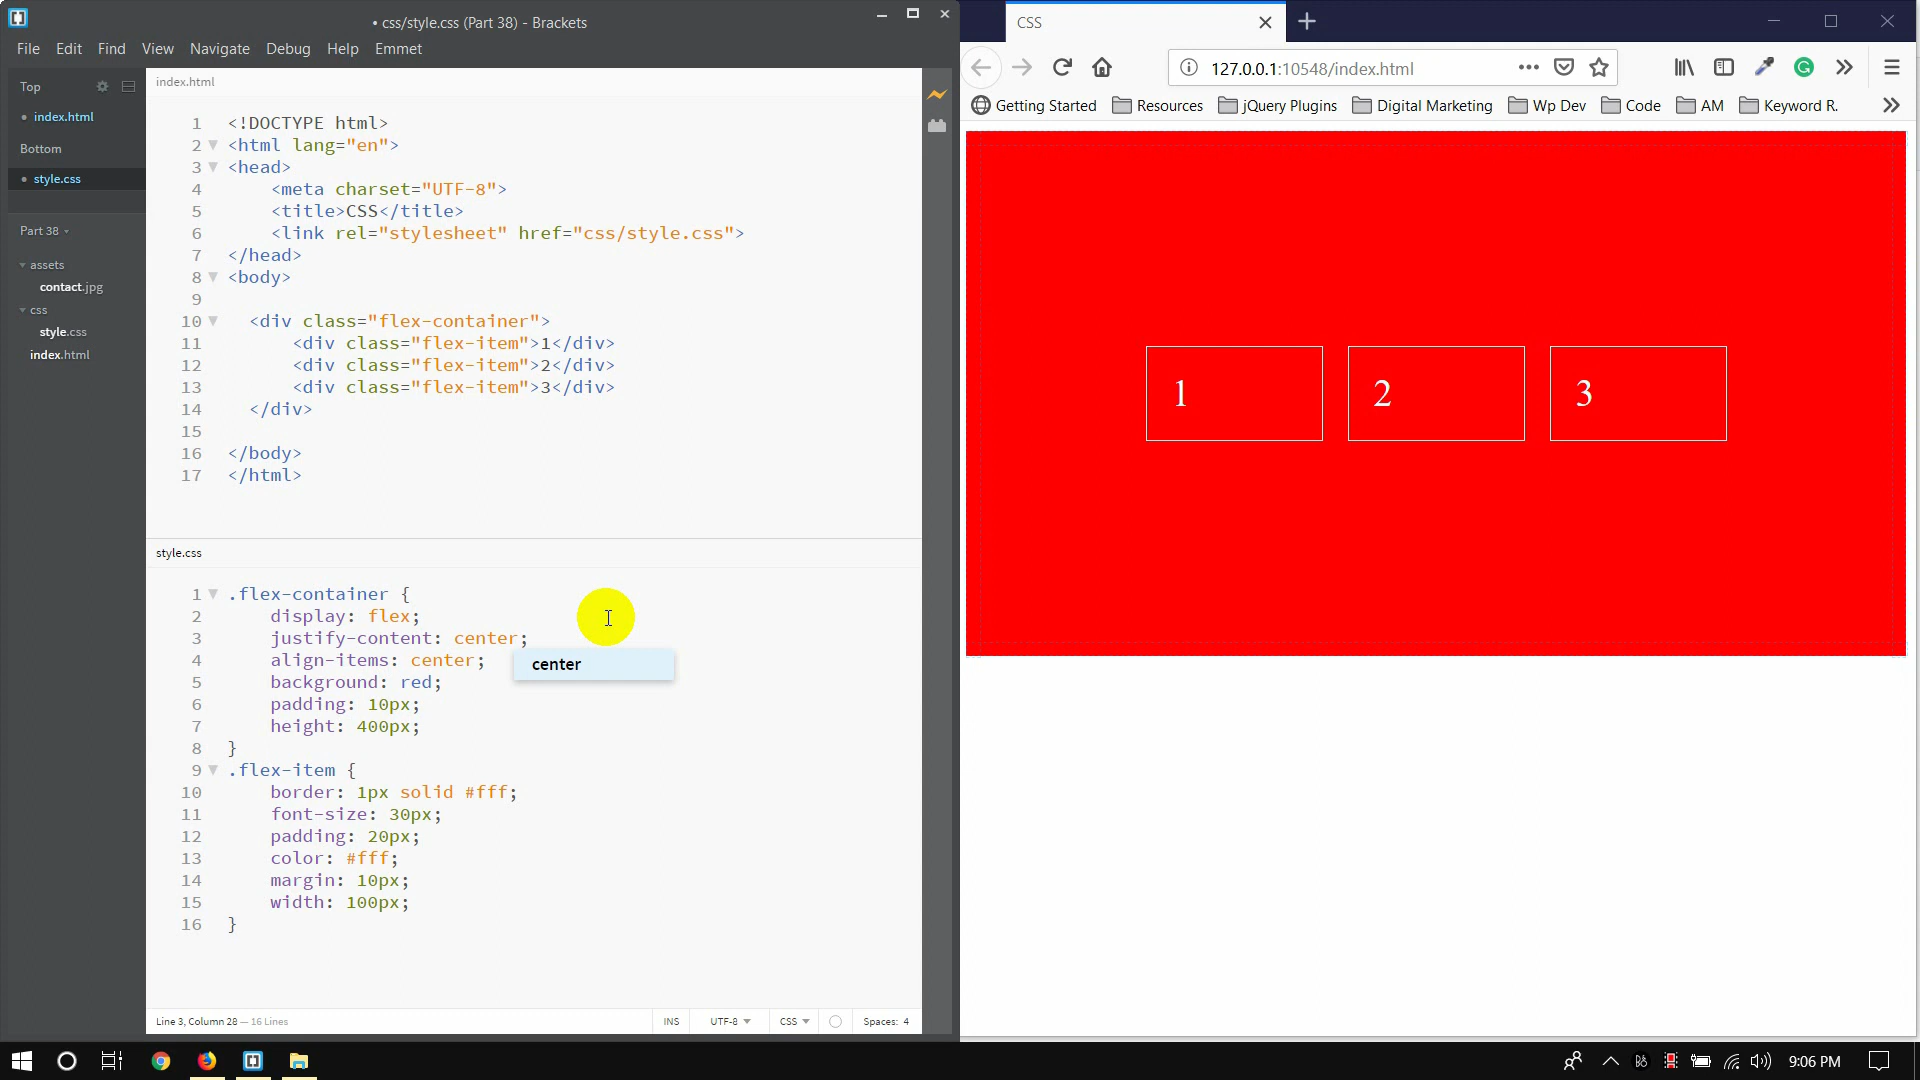 • css/style.css (Part 38) - Brackets
File Edit Find View Navigate Debug Help Emmet
Top
• index.html
Bottom
• style.css
Part 38
assets
contact.jpg
css
style.css
index.html
index.html
1 <!DOCTYPE html>
2 <html lang="en">
3 <head>
4 <meta charset="UTF-8">
5 <title>CSS</title>
6 <link rel="stylesheet" href="css/style.css">
7 </head>
8 <body>
9
10 <div class="flex-container">
11 <div class="flex-item">1</div>
12 <div class="flex-item">2</div>
13 <div class="flex-item">3</div>
14 </div>
15
16 </body>
17 </html>
style.css
1 .flex-container {
2 display: flex;
3 justify-content: center;
4 align-items: center;
center
5 background: red;
6 padding: 10px;
7 height: 400px;
8 }
9 .flex-item {
10 border: 1px solid #fff;
11 font-size: 30px;
12 padding: 20px;
13 color: #fff;
14 margin: 10px;
15 width: 100px;
16 }
Line 3, Column 28 — 16 Lines
INS UTF-8 CSS Spaces: 4
CSS
127.0.0.1:10548/index.html
Getting Started Resources jQuery Plugins Digital Marketing Wp Dev Code AM Keyword R.
1 2 3
9:06 PM